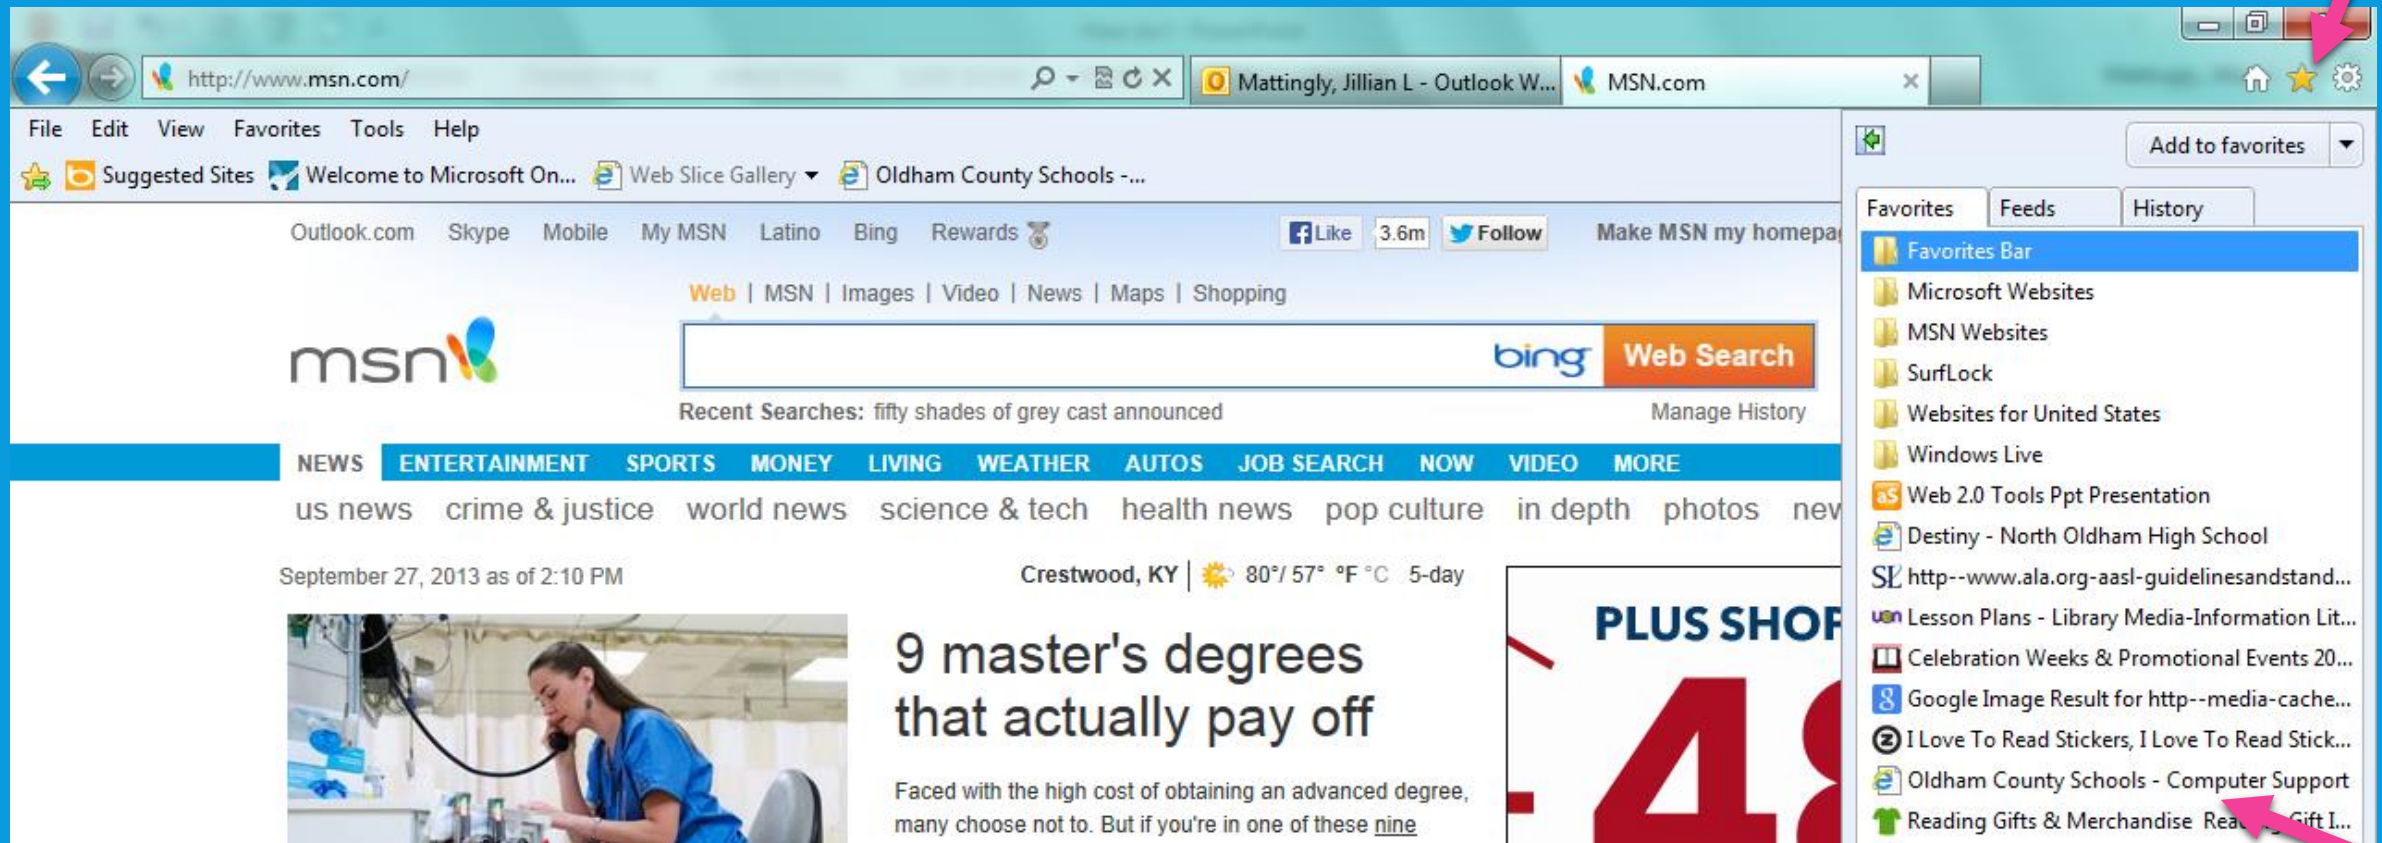 http://www.msn.com/
Mattingly, Jillian L - Outlook W...
MSN.com
File Edit View Favorites Tools Help
Add to favorites
Suggested Sites Welcome to Microsoft On... Web Slice Gallery Oldham County Schools -...
Favorites Feeds History
Outlook.com Skype Mobile My MSN Latino Bing Rewards Like 3.6m Follow Make MSN my homepa
Web | MSN | Images | Video | News | Maps | Shopping
msn
bing Web Search
Recent Searches: fifty shades of grey cast announced Manage History
NEWS ENTERTAINMENT SPORTS MONEY LIVING WEATHER AUTOS JOB SEARCH NOW VIDEO MORE
us news crime & justice world news science & tech health news pop culture in depth photos new
September 27, 2013 as of 2:10 PM
Crestwood, KY | 80°/ 57° °F °C 5-day
9 master's degrees
that actually pay off
Faced with the high cost of obtaining an advanced degree,
many choose not to. But if you're in one of these nine
PLUS SHOP
48
Favorites Bar
Microsoft Websites
MSN Websites
SurfLock
Websites for United States
Windows Live
Web 2.0 Tools Ppt Presentation
Destiny - North Oldham High School
http--www.ala.org-aasl-guidelinesandstand...
Lesson Plans - Library Media-Information Lit...
Celebration Weeks & Promotional Events 20...
Google Image Result for http--media-cache...
I Love To Read Stickers, I Love To Read Stick...
Oldham County Schools - Computer Support
Reading Gifts & Merchandise Gift I...